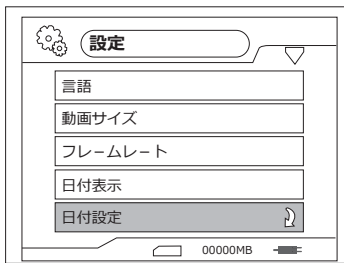 設定
言語
動画サイズ
フレームレート
日付表示
日付設定
00000MB